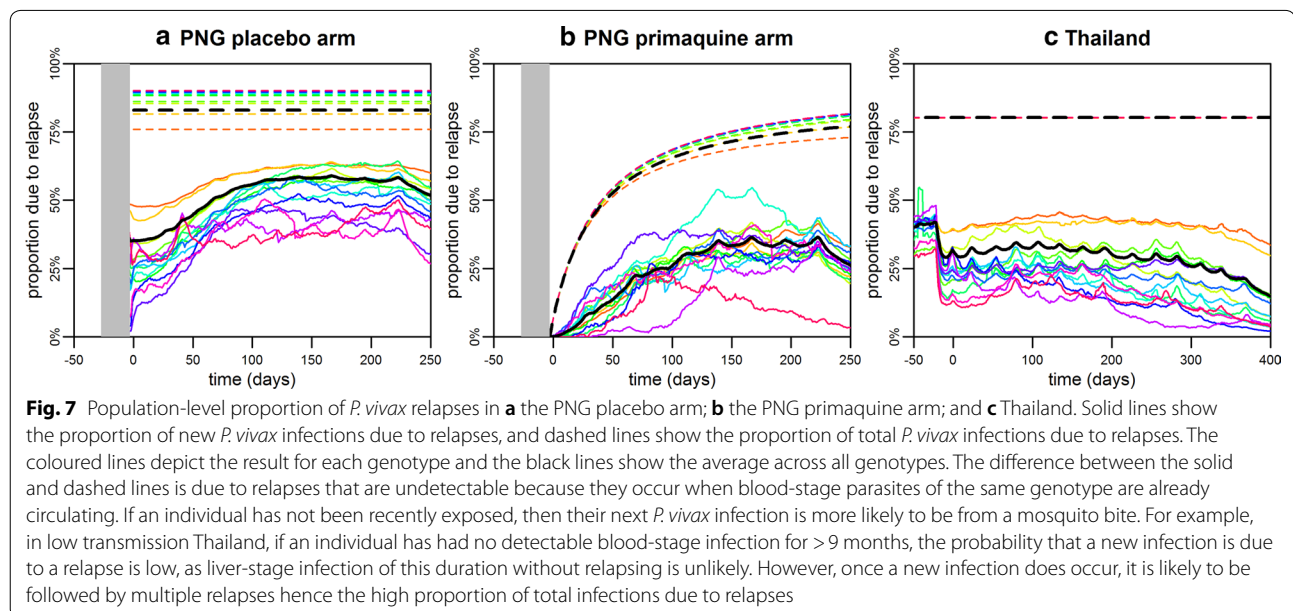 a PNG placebo arm
b PNG primaquine arm
c Thailand
proportion due to relapse
0% 25% 50% 75% 100%
-50 0 50 100 150 200 250
time (days)
proportion due to relapse
0% 25% 50% 75% 100%
-50 0 50 100 150 200 250
time (days)
proportion due to relapse
0% 25% 50% 75% 100%
-50 0 100 200 300 400
time (days)
Fig. 7 Population-level proportion of P. vivax relapses in a the PNG placebo arm; b the PNG primaquine arm; and c Thailand. Solid lines show
the proportion of new P. vivax infections due to relapses, and dashed lines show the proportion of total P. vivax infections due to relapses. The
coloured lines depict the result for each genotype and the black lines show the average across all genotypes. The difference between the solid
and dashed lines is due to relapses that are undetectable because they occur when blood-stage parasites of the same genotype are already
circulating. If an individual has not been recently exposed, then their next P. vivax infection is more likely to be from a mosquito bite. For example,
in low transmission Thailand, if an individual has had no detectable blood-stage infection for > 9 months, the probability that a new infection is due
to a relapse is low, as liver-stage infection of this duration without relapsing is unlikely. However, once a new infection does occur, it is likely to be
followed by multiple relapses hence the high proportion of total infections due to relapses